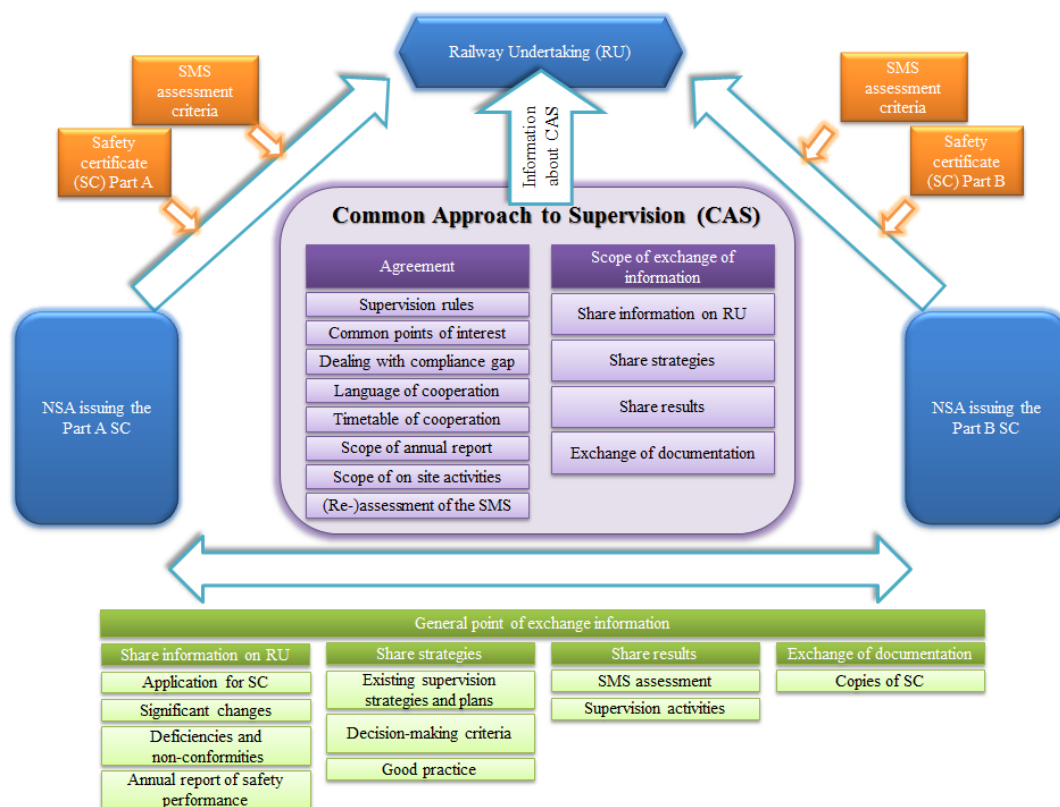 Railway Undertaking (RU)
SMS
assessment
criteria
Safety
certificate
(SC) Part A
SMS
assessment
criteria
Safety
certificate
(SC) Part B
Information
about CAS
Common Approach to Supervision (CAS)
Agreement
Supervision rules
Common points of interest
Dealing with compliance gap
Language of cooperation
Timetable of cooperation
Scope of annual report
Scope of on site activities
(Re-)assessment of the SMS
Scope of exchange of
information
Share information on RU
Share strategies
Share results
Exchange of documentation
NSA issuing the
Part A SC
NSA issuing the
Part B SC
General point of exchange information
Share information on RU
Application for SC
Significant changes
Deficiencies and
non-conformities
Annual report of safety
performance
Share strategies
Existing supervision
strategies and plans
Decision-making criteria
Good practice
Share results
SMS assessment
Supervision activities
Exchange of documentation
Copies of SC